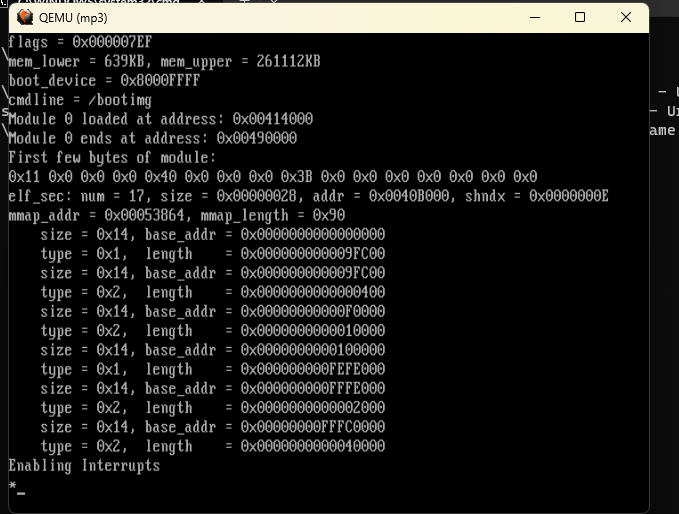 C:\WINDOWS\system32\cmd.
QEMU (mp3)
flags = 0x000007EF
mem_lower = 639KB, mem_upper = 261112KB
boot_device = 0x8000FFFF
cmdline = /bootimg
Module 0 loaded at address: 0x00414000
Module 0 ends at address: 0x00490000
First few bytes of module:
0x11 0x0 0x0 0x0 0x40 0x0 0x0 0x0 0x3B 0x0 0x0 0x0 0x0 0x0 0x0 0x0
elf_sec: num = 17, size = 0x00000028, addr = 0x0040B000, shndx = 0x0000000E
mmap_addr = 0x00053864, mmap_length = 0x90
size = 0x14, base_addr = 0x0000000000000000
type = 0x1, length = 0x000000000009FC00
size = 0x14, base_addr = 0x000000000009FC00
type = 0x2, length = 0x0000000000000400
size = 0x14, base_addr = 0x00000000000F0000
type = 0x2, length = 0x0000000000010000
size = 0x14, base_addr = 0x0000000000100000
type = 0x1, length = 0x000000000FEFE000
size = 0x14, base_addr = 0x000000000FFFE000
type = 0x2, length = 0x0000000000002000
size = 0x14, base_addr = 0x00000000FFFC0000
type = 0x2, length = 0x0000000000040000
Enabling Interrupts
*_
ame